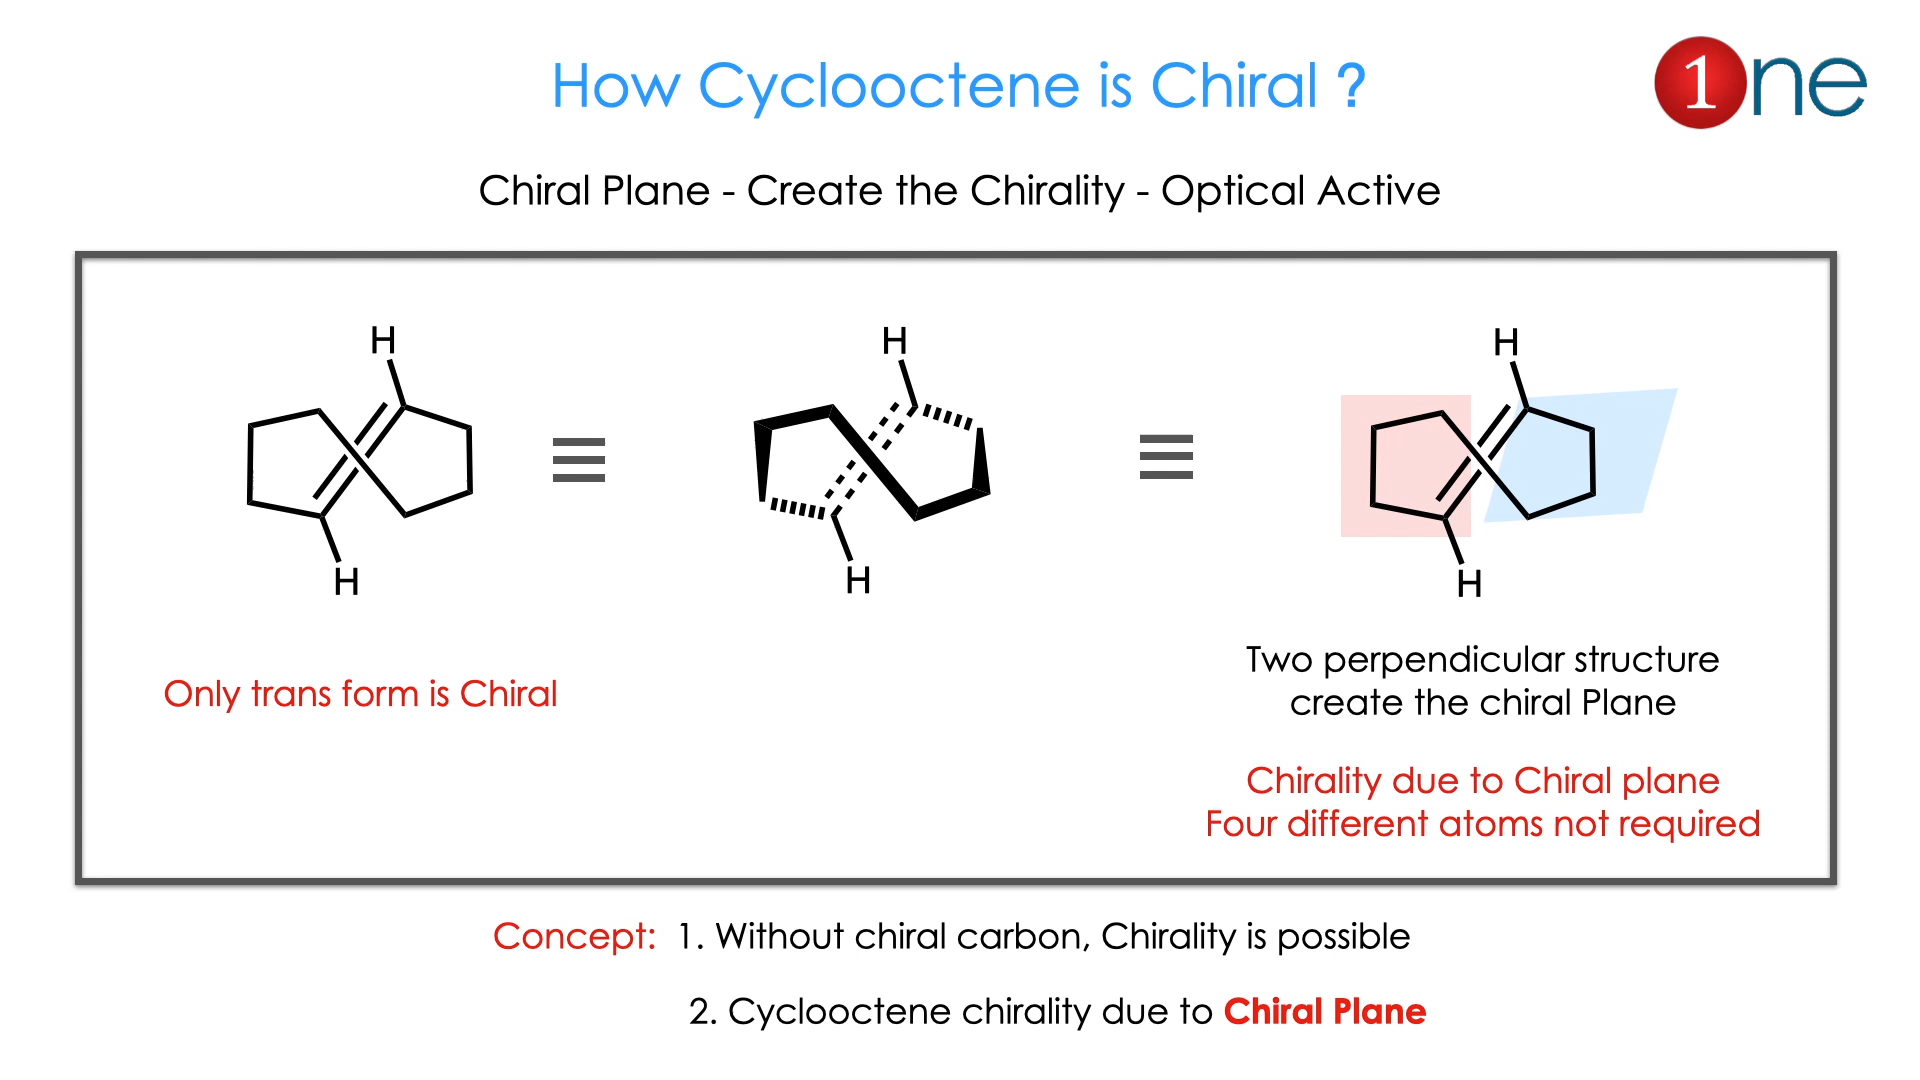 How Cyclooctene is Chiral ?
1ne
Chiral Plane - Create the Chirality - Optical Active
H
H
H
H
H
H
Only trans form is Chiral
Two perpendicular structure
create the chiral Plane
Chirality due to Chiral plane
Four different atoms not required
Concept: 1. Without chiral carbon, Chirality is possible
2. Cyclooctene chirality due to Chiral Plane